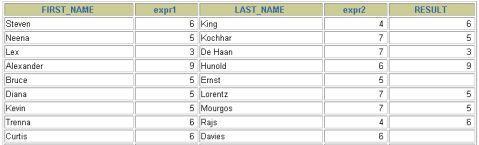 FIRST_NAME expr1 LAST_NAME expr2 RESULT
Steven 6 King 4 6
Neena 5 Kochhar 7 5
Lex 3 De Haan 7 3
Alexander 9 Hunold 6 9
Bruce 5 Ernst 5
Diana 5 Lorentz 7 5
Kevin 5 Mourgos 7 5
Trenna 6 Rajs 4 6
Curtis 6 Davies 6